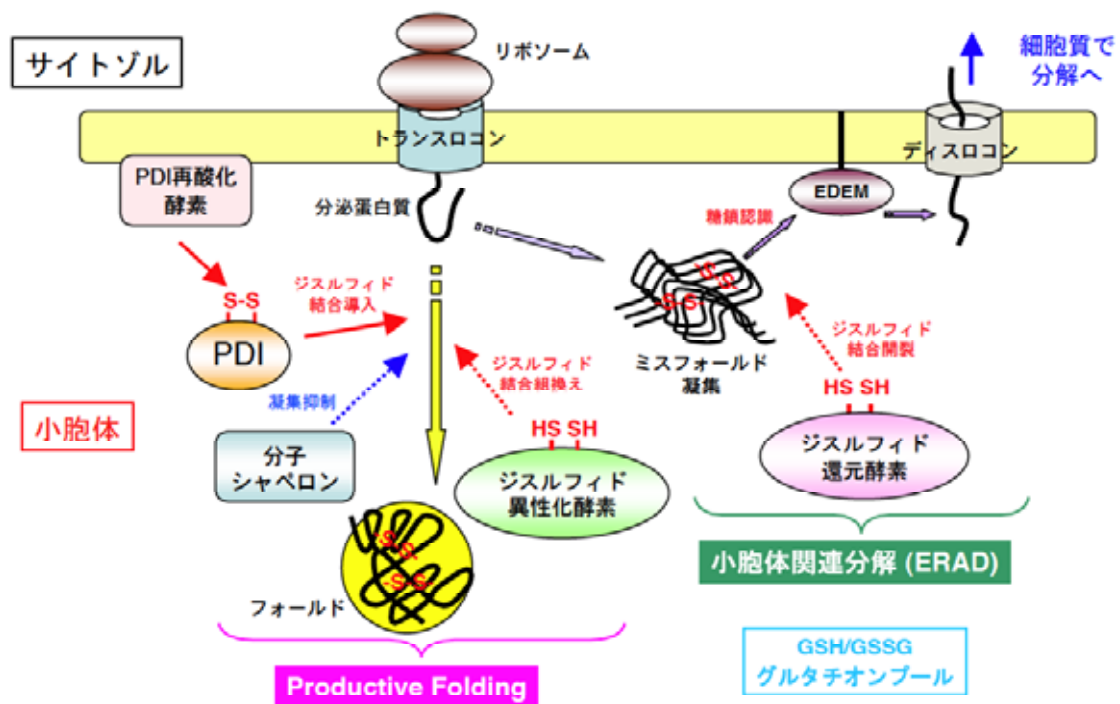 サイトゾル
リボソーム
細胞質で
分解へ
トランスロコン
ディスロコン
PDI再酸化
酵素
分泌蛋白質
EDEM
糖鎖認識
-S-S-
-S-S-
ミスフォールド
凝集
S-S
PDI
ジスルフィド
結合導入
ジスルフィド
結合組換え
ジスルフィド
結合開裂
凝集抑制
小胞体
分子
シャペロン
HS SH
ジスルフィド
異性化酵素
HS SH
ジスルフィド
還元酵素
-S-S-
-S-S-
フォールド
小胞体関連分解 (ERAD)
Productive Folding
GSH/GSSG
グルタチオンプール